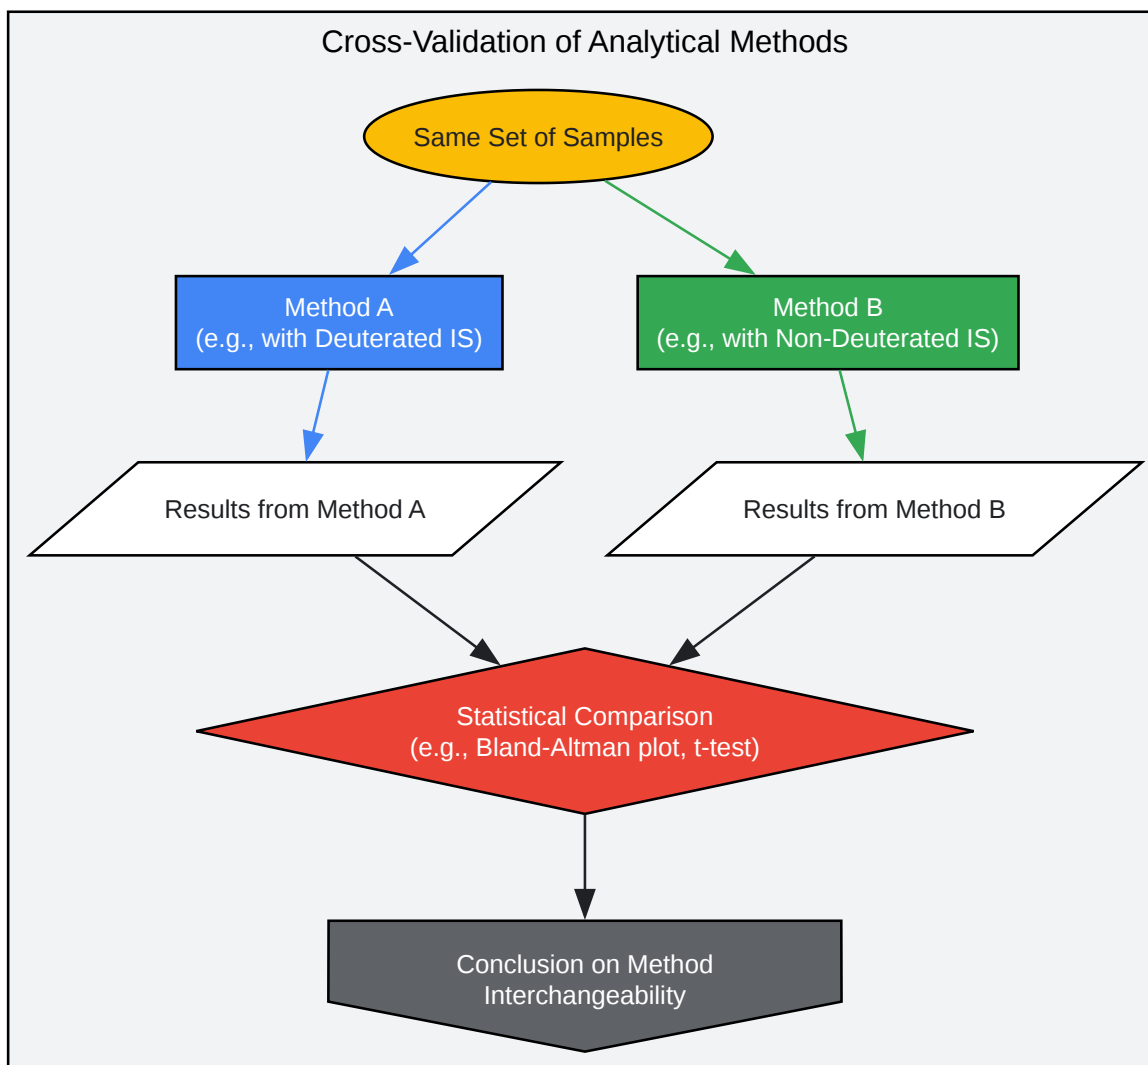 Cross-Validation of Analytical Methods
Same Set of Samples
Method A
(e.g., with Deuterated IS)
Method B
(e.g., with Non-Deuterated IS)
Results from Method A
Results from Method B
Statistical Comparison
(e.g., Bland-Altman plot, t-test)
Conclusion on Method
Interchangeability